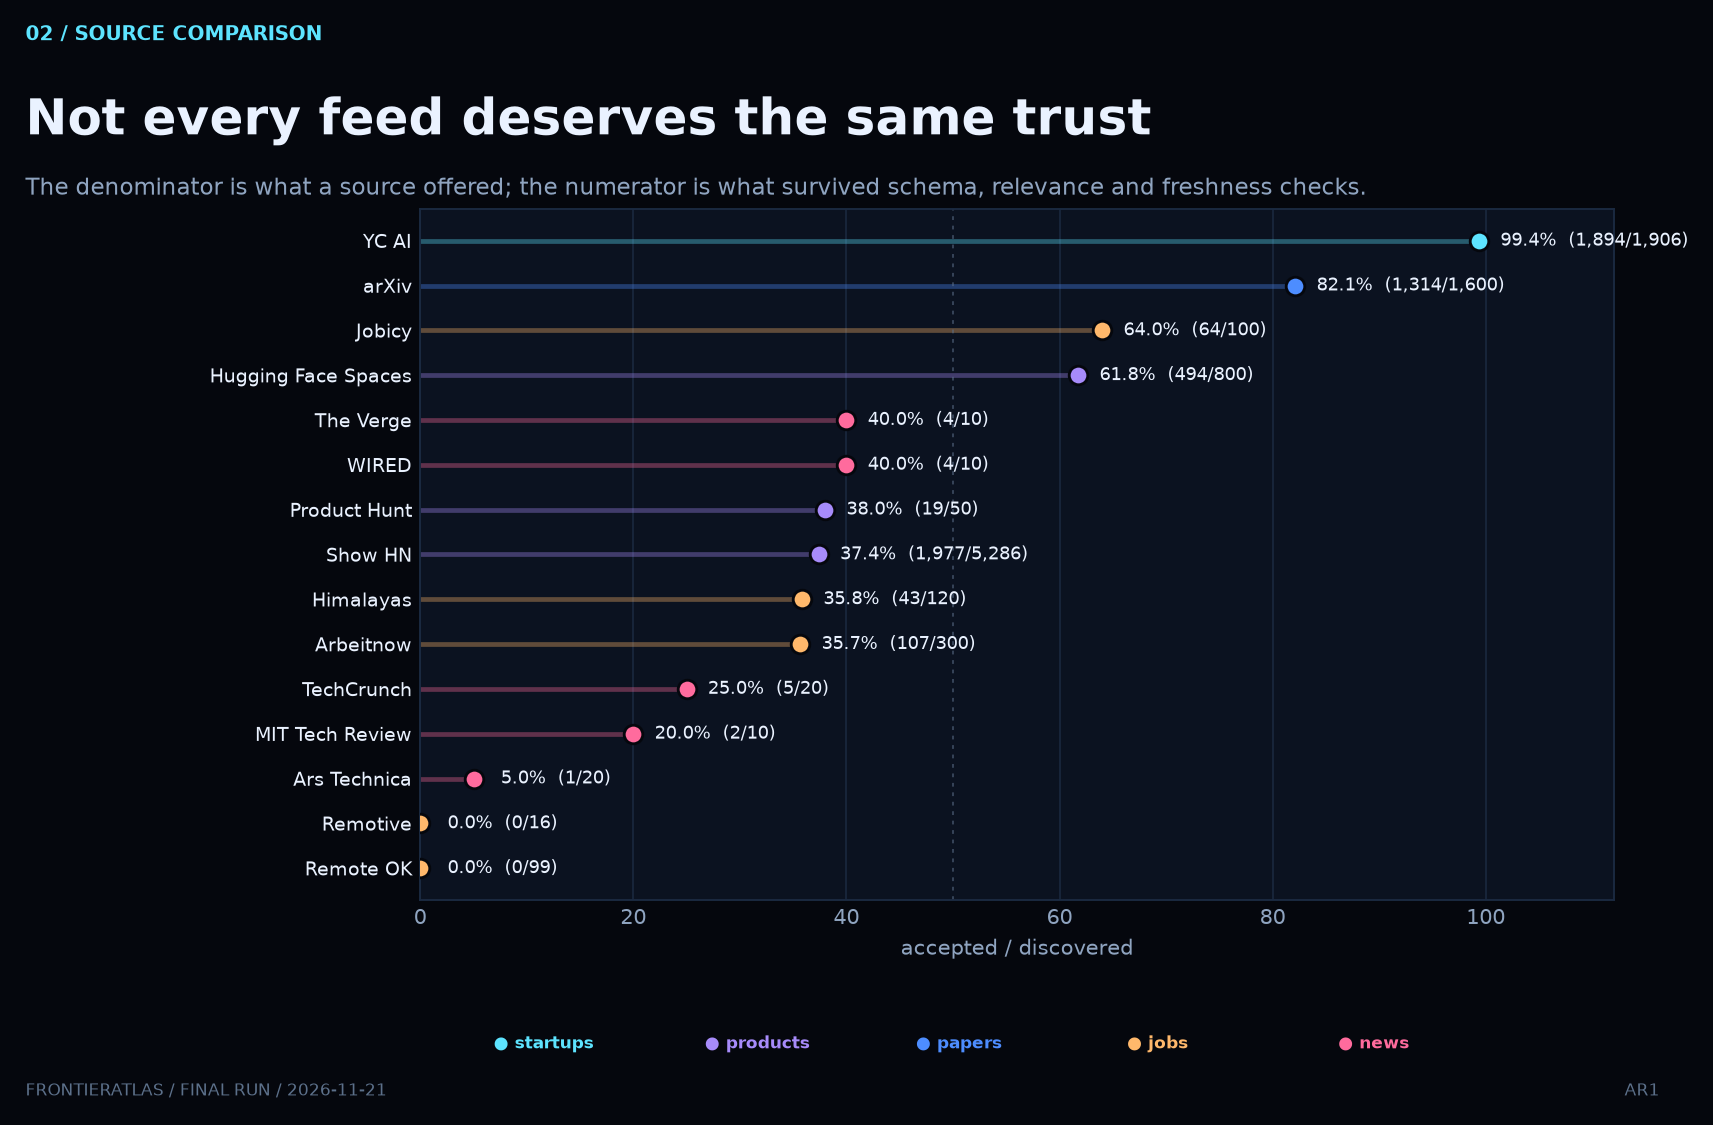 02 / SOURCE COMPARISON
Not every feed deserves the same trust
The denominator is what a source offered; the numerator is what survived schema, relevance and freshness checks.
YC AI 99.4% (1,894/1,906)
arXiv 82.1% (1,314/1,600)
Jobicy 64.0% (64/100)
Hugging Face Spaces 61.8% (494/800)
The Verge 40.0% (4/10)
WIRED 40.0% (4/10)
Product Hunt 38.0% (19/50)
Show HN 37.4% (1,977/5,286)
Himalayas 35.8% (43/120)
Arbeitnow 35.7% (107/300)
TechCrunch 25.0% (5/20)
MIT Tech Review 20.0% (2/10)
Ars Technica 5.0% (1/20)
Remotive 0.0% (0/16)
Remote OK 0.0% (0/99)
0 20 40 60 80 100
accepted / discovered
startups products papers jobs news
FRONTIERATLAS / FINAL RUN / 2026-11-21 AR1